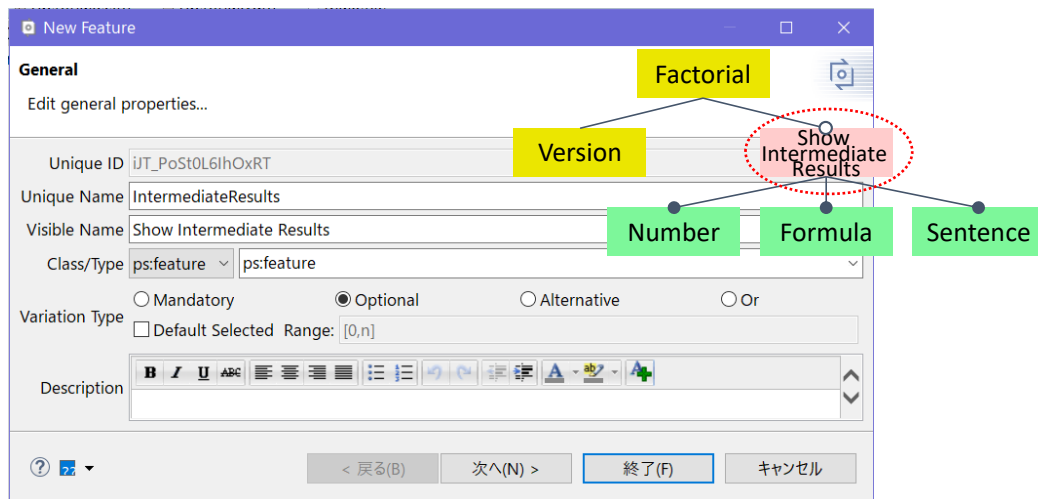 New Feature
General
Edit general properties...
Factorial
Version
Show
Intermediate
Results
Number
Formula
Sentence
Unique ID iJT_PoSt0L6IhOxRT
Unique Name IntermediateResults
Visible Name Show Intermediate Results
Class/Type ps:feature ps:feature
Variation Type
Mandatory Optional Alternative Or
Default Selected Range: [0,n]
Description
B I U ABC A ab A
?
< 戻る(B) 次へ(N) > 終了(F) キャンセル